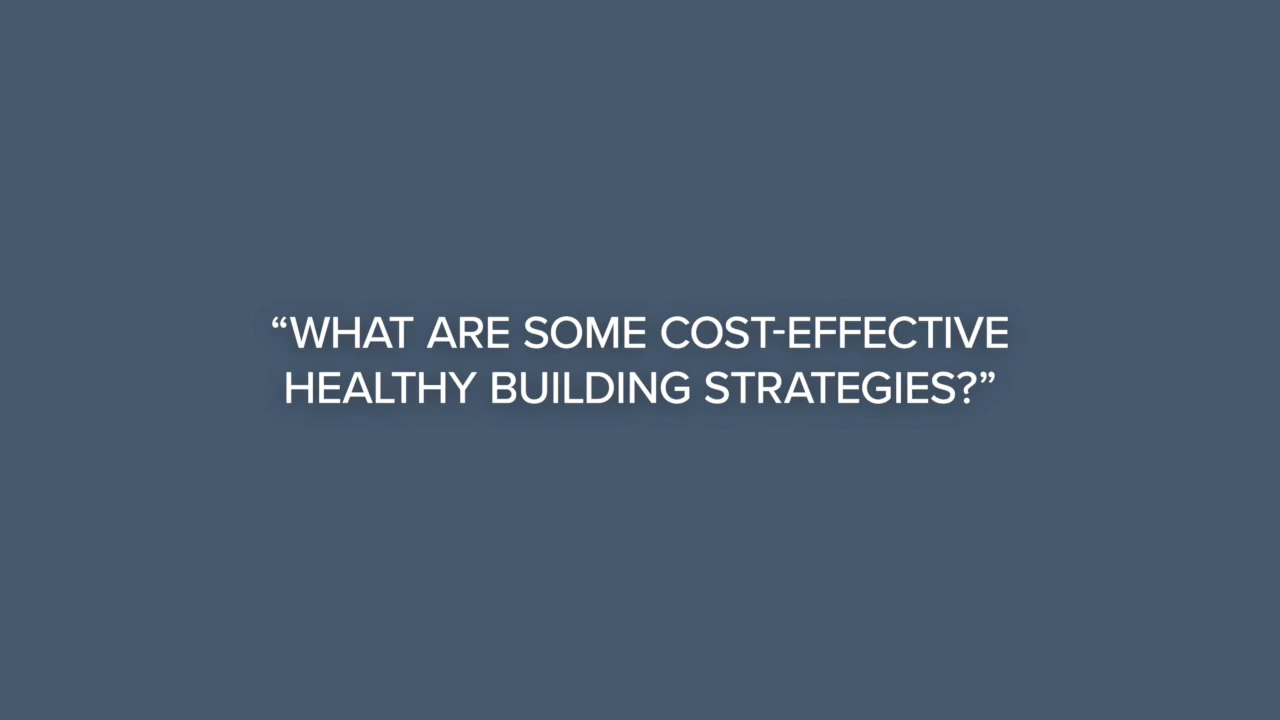 “WHAT ARE SOME COST-EFFECTIVE
HEALTHY BUILDING STRATEGIES?”